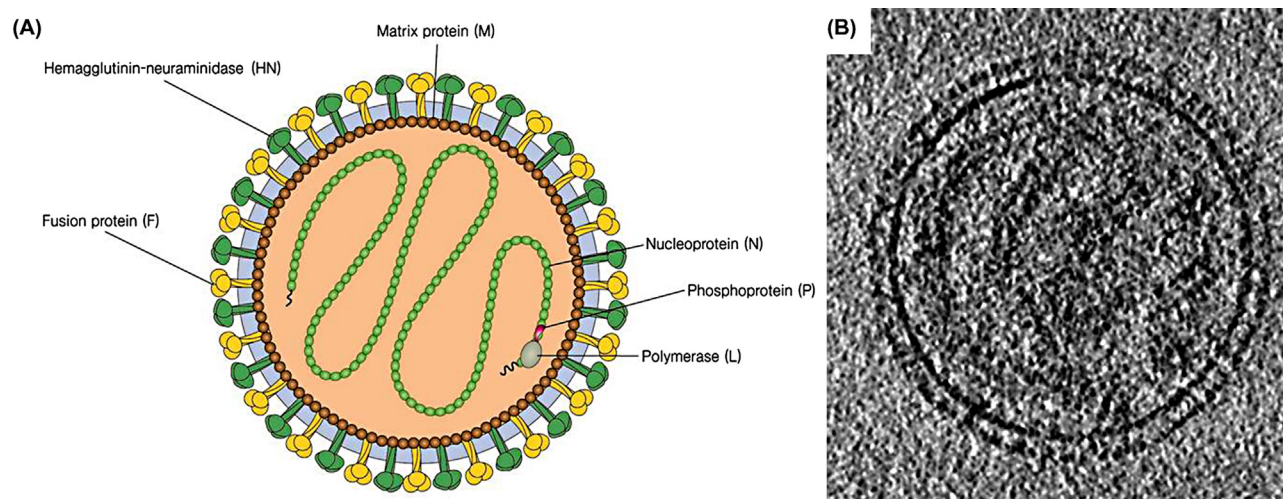 (A)
(B)
Matrix protein (M)
Hemagglutinin-neuraminidase (HN)
Fusion protein (F)
Nucleoprotein (N)
Phosphoprotein (P)
Polymerase (L)